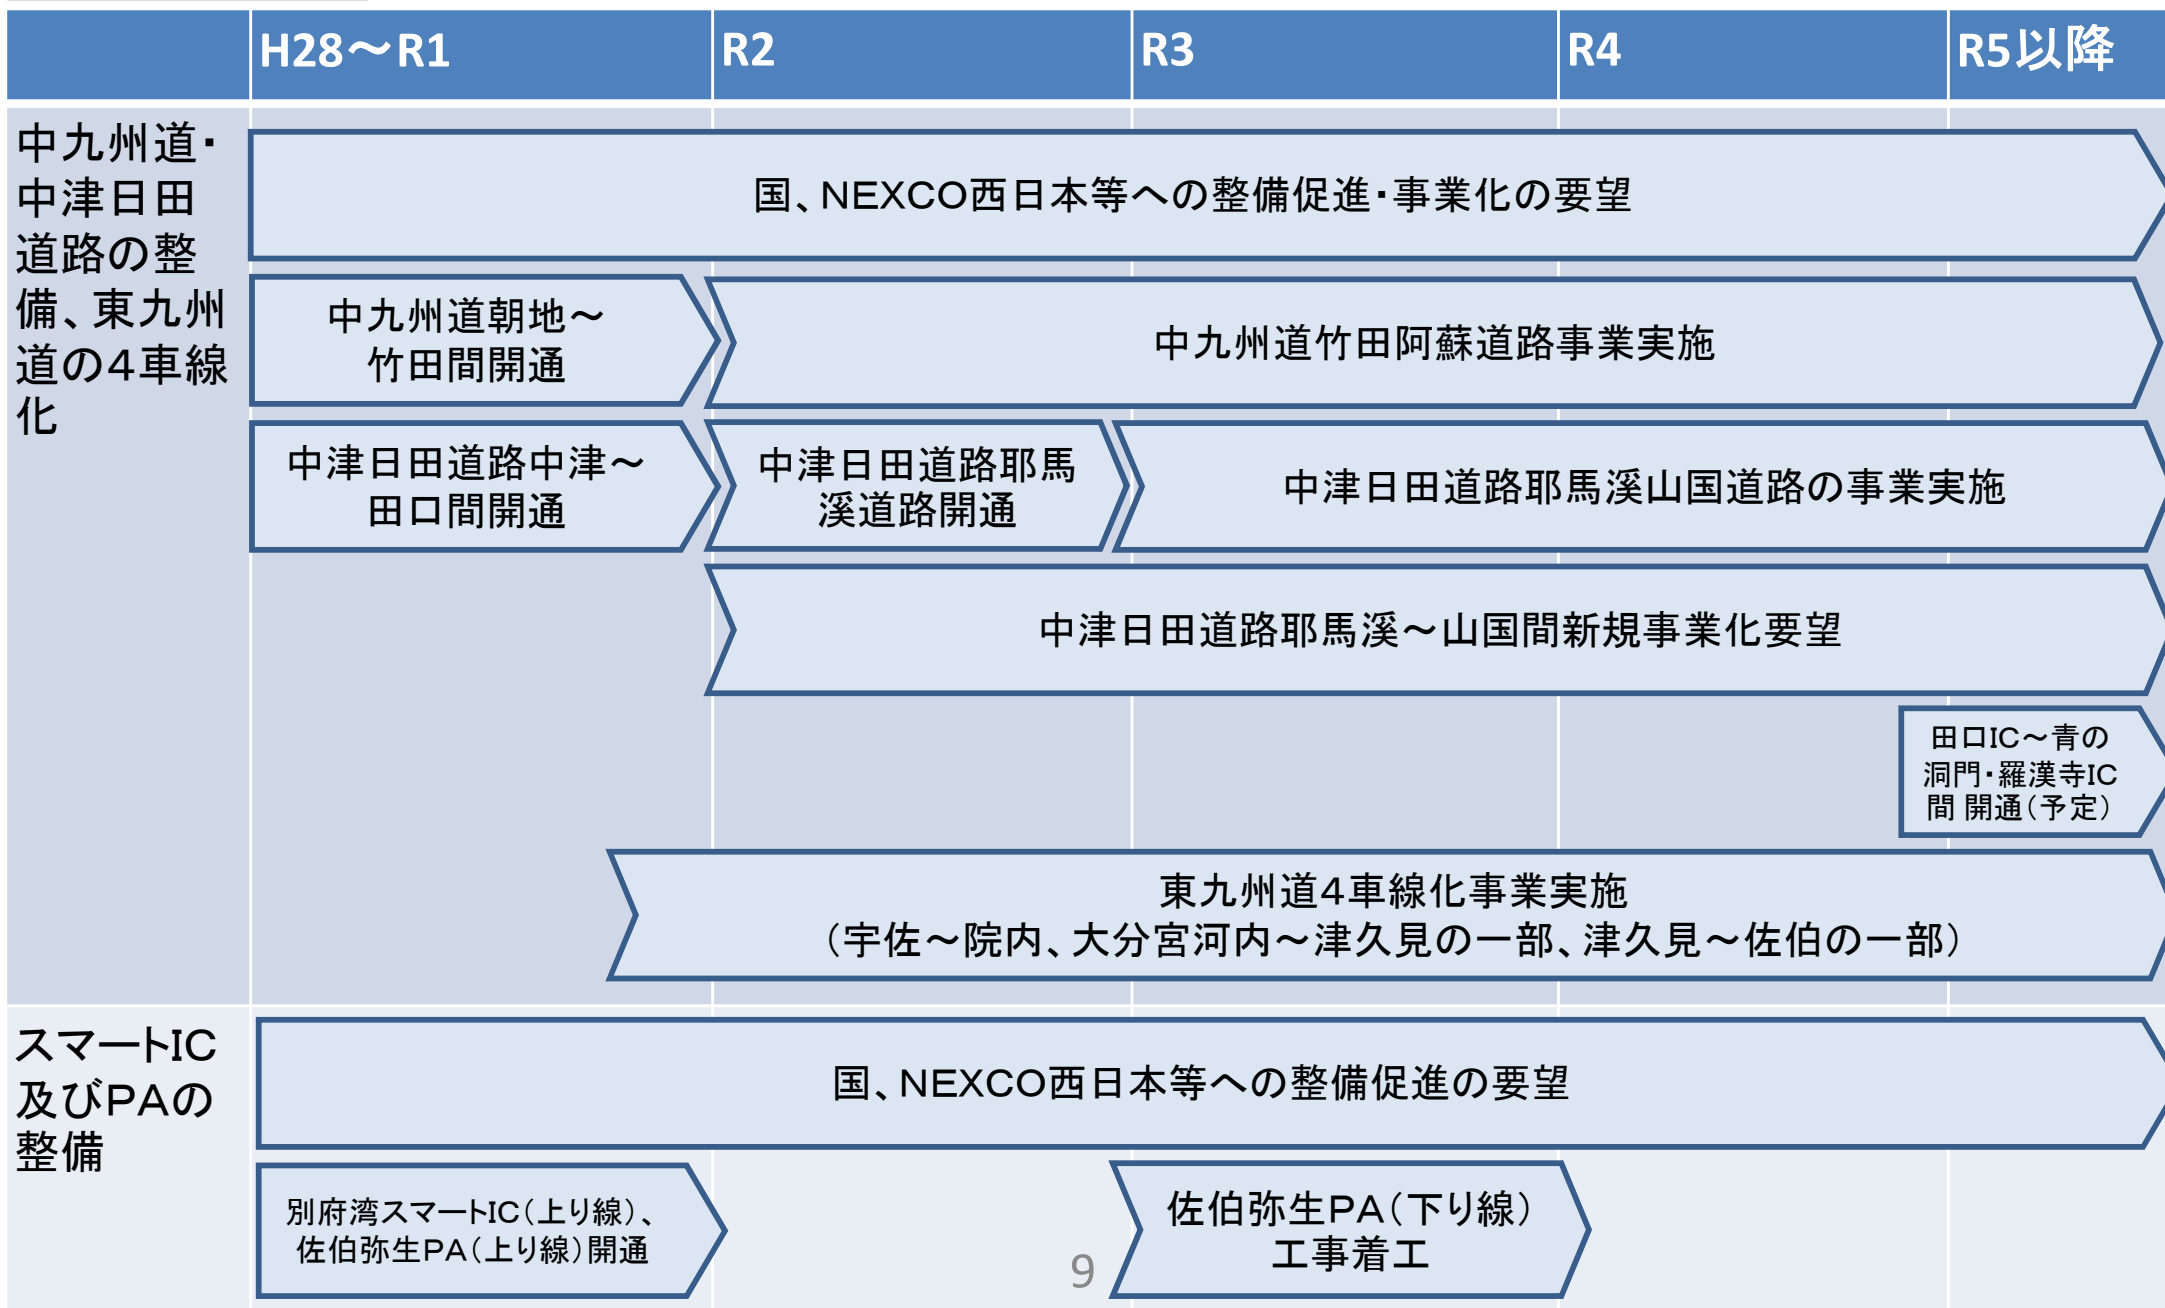 H28～R1
R2
R3
R4
R5以降
中九州道・
中津日田
道路の整
備、東九州
道の4車線
化
国、NEXCO西日本等への整備促進・事業化の要望
中九州道朝地～
竹田間開通
中九州道竹田阿蘇道路事業実施
中津日田道路中津～
田口間開通
中津日田道路耶馬
溪道路開通
中津日田道路耶馬溪山国道路の事業実施
中津日田道路耶馬溪～山国間新規事業化要望
田口IC～青の
洞門・羅漢寺IC
間 開通（予定）
東九州道4車線化事業実施
（宇佐～院内、大分宮河内～津久見の一部、津久見～佐伯の一部）
スマートIC
及びPAの
整備
国、NEXCO西日本等への整備促進の要望
別府湾スマートIC（上り線）、
佐伯弥生PA（上り線）開通
佐伯弥生PA（下り線）
工事着工
9